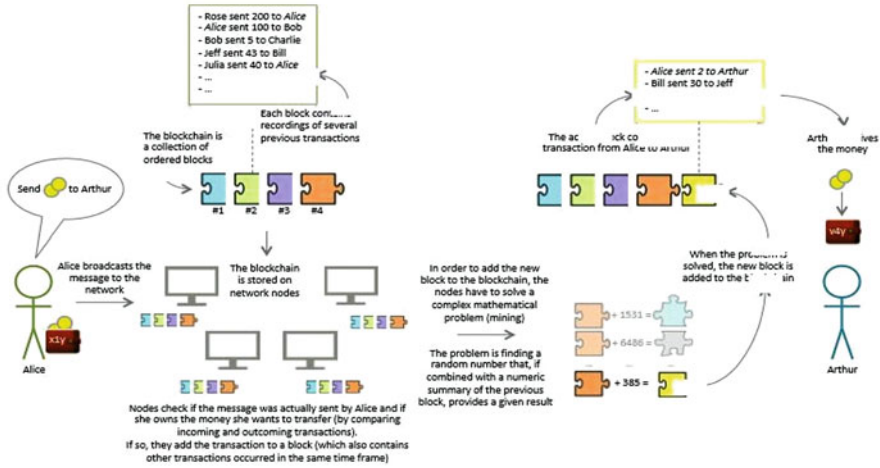 - Rose sent 200 to Alice
- Alice sent 100 to Bob
- Bob sent 5 to Charlie
- Jeff sent 43 to Bill
- Julia sent 40 to Alice
- ...
- ...
Each block
recordings of several
previous transactions
The blockchain is
a collection of
ordered blocks
#1 #2 #3 #4
Send to Arthur
Alice broadcasts the
message to the
network
x1y
Alice
The blockchain is
stored on
network nodes
Nodes check if the message was actually sent by Alice and if
she owns the money she wants to transfer (by comparing
incoming and outcoming transactions).
If so, they add the transaction to a block (which also contains
other transactions occurred in the same time frame)
In order to add the new
block to the blockchain, the
nodes have to solve a
complex mathematical
problem (mining)
The problem is finding a
random number that, if
combined with a numeric
summary of the previous
block, provides a given result
+ 1531 =
+ 6486 =
...
+ 385 =
- Alice sent 2 to Arthur
- Bill sent 30 to Jeff
- ...
The
transaction from Alice to Arthur
the money
v4y
When the
solved, the new block is
added to the
Arthur